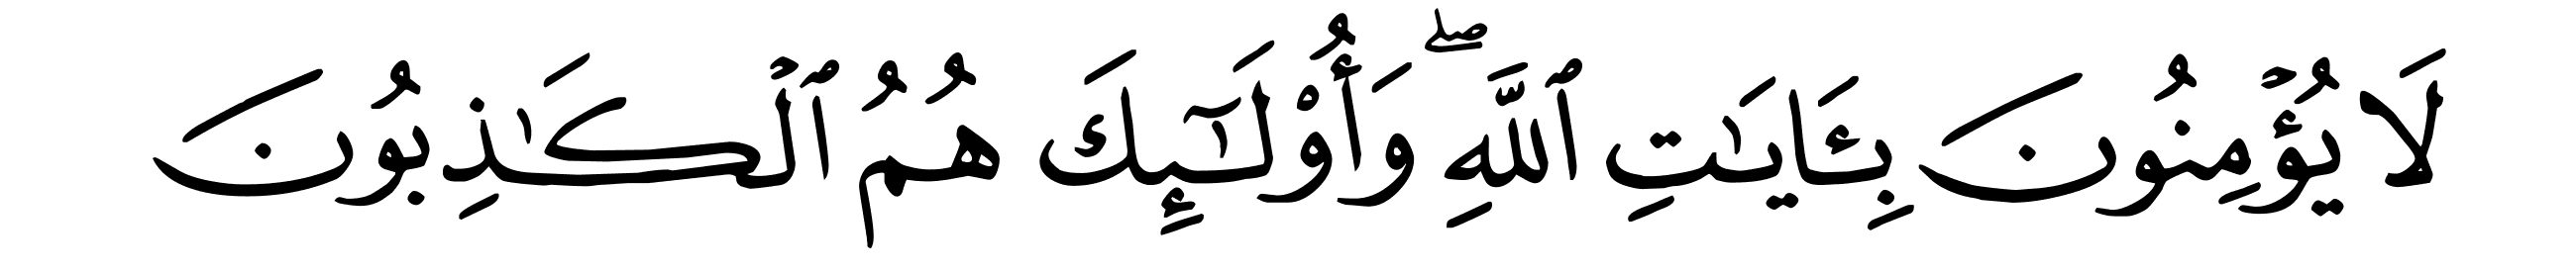 لَا يُؤۡمِنُونَ بِـَٔايَٰتِ ٱللَّهِۖ وَأُوْلَٰٓئِكَ هُمُ ٱلۡكَٰذِبُونَ